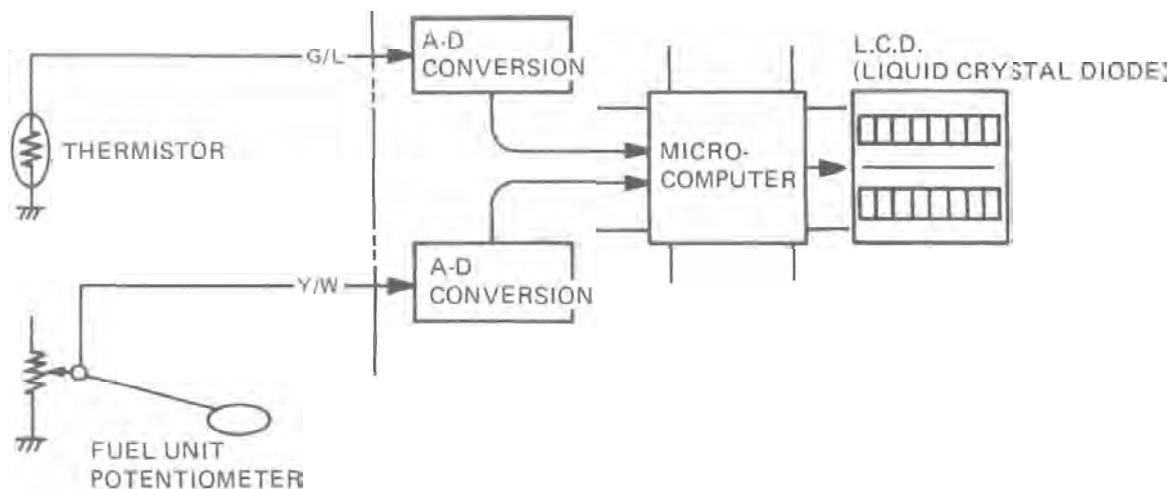 G/L
A-D
CONVERSION
L.C.D.
(LIQUID CRYSTAL DIODE)
THERMISTOR
MICRO-
COMPUTER
Y/W
A-D
CONVERSION
FUEL UNIT
POTENTIOMETER